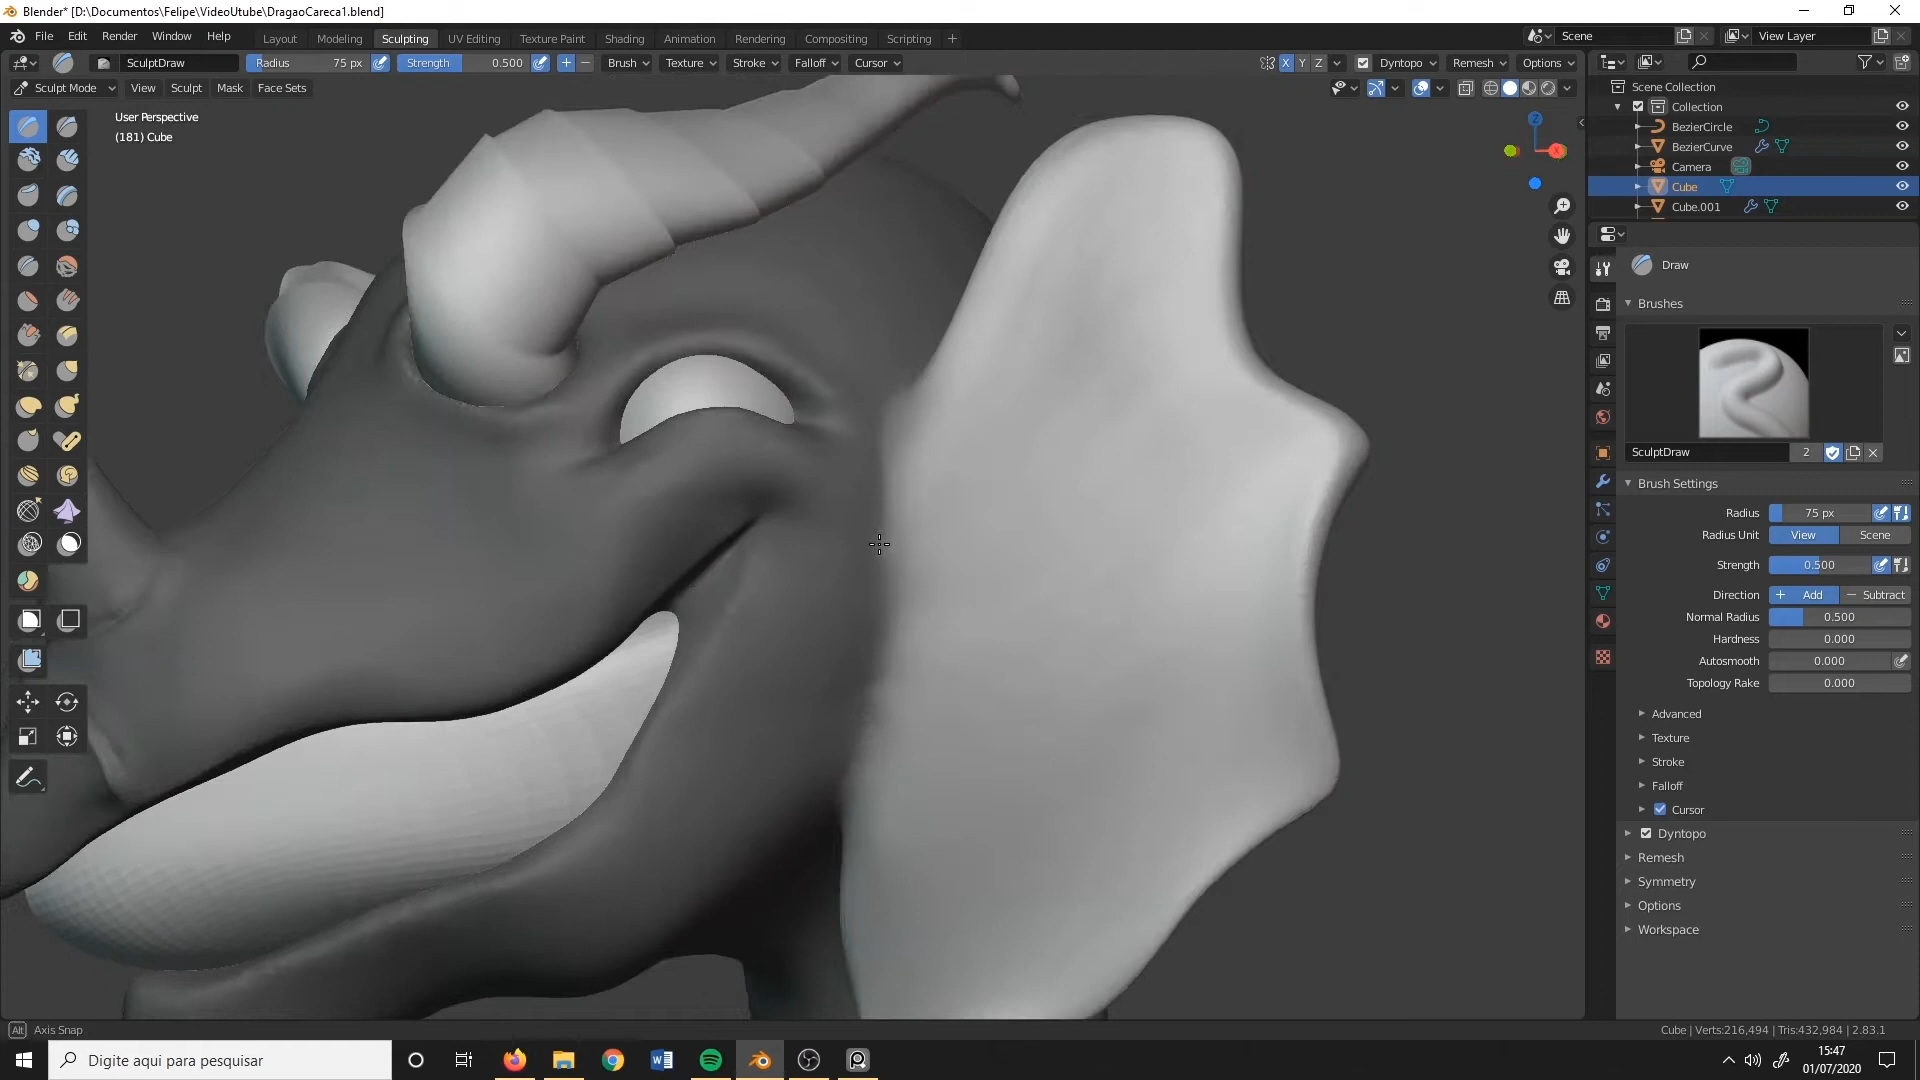 Blender* [D:\Documentos\Felipe\VideoUtube\DragaoCareca1.blend]
File Edit Render Window Help Layout Modeling Sculpting UV Editing Texture Paint Shading Animation Rendering Compositing Scripting + Scene View Layer
SculptDraw Radius 75 px Strength 0.500 + − Brush Texture Stroke Falloff Cursor X Y Z Dyntopo Remesh Options
Sculpt Mode View Sculpt Mask Face Sets
User Perspective
(181) Cube
Z
X
Scene Collection
Collection
BezierCircle
BezierCurve
Camera
Cube
Cube.001
Draw
Brushes
SculptDraw 2
Brush Settings
Radius 75 px
Radius Unit View Scene
Strength 0.500
Direction + Add − Subtract
Normal Radius 0.500
Hardness 0.000
Autosmooth 0.000
Topology Rake 0.000
Advanced
Texture
Stroke
Falloff
Cursor
Dyntopo
Remesh
Symmetry
Options
Workspace
Alt Axis Snap
Cube | Verts:216,494 | Tris:432,984 | 2.83.1
Digite aqui para pesquisar
15:47
01/07/2020